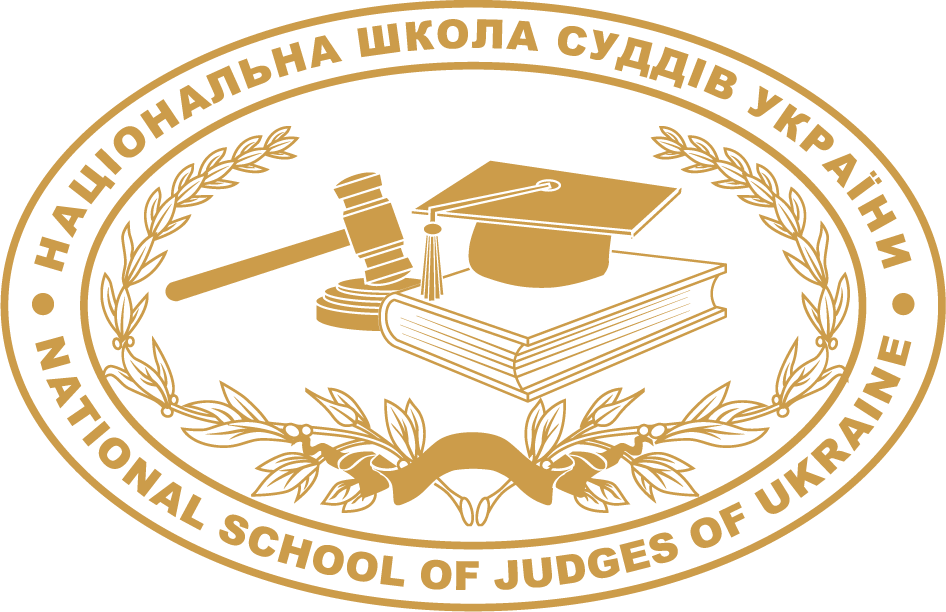 НАЦІОНАЛЬНА ШКОЛА СУДДІВ УКРАЇНИ
NATIONAL SCHOOL OF JUDGES OF UKRAINE